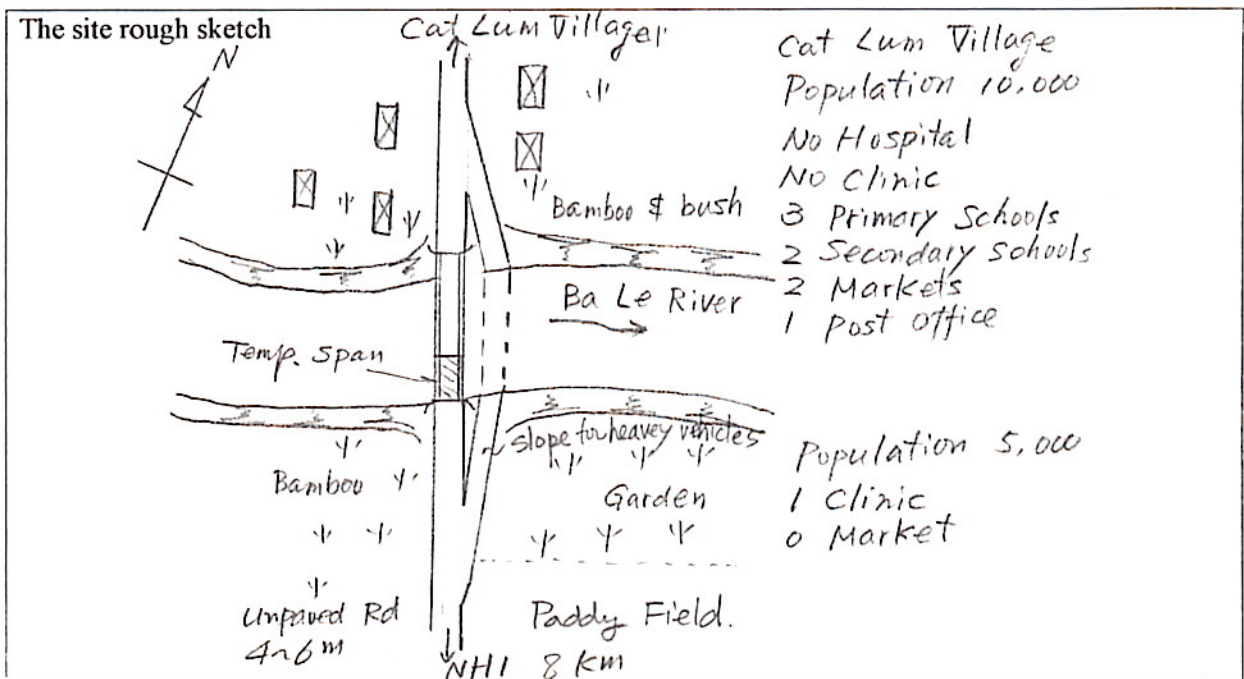 The site rough sketch
Cat Lum Village
N
Cat Lum Village
Population 10,000
No Hospital
No Clinic
3 Primary Schools
2 Secondary Schools
2 Markets
1 Post office
Bamboo & bush
Ba Le River
Temp. span
slope for heavey vehicles
Bamboo
Garden
Population 5,000
1 Clinic
0 Market
Unpaved Rd
4~6m
Paddy Field.
NH1 8 km